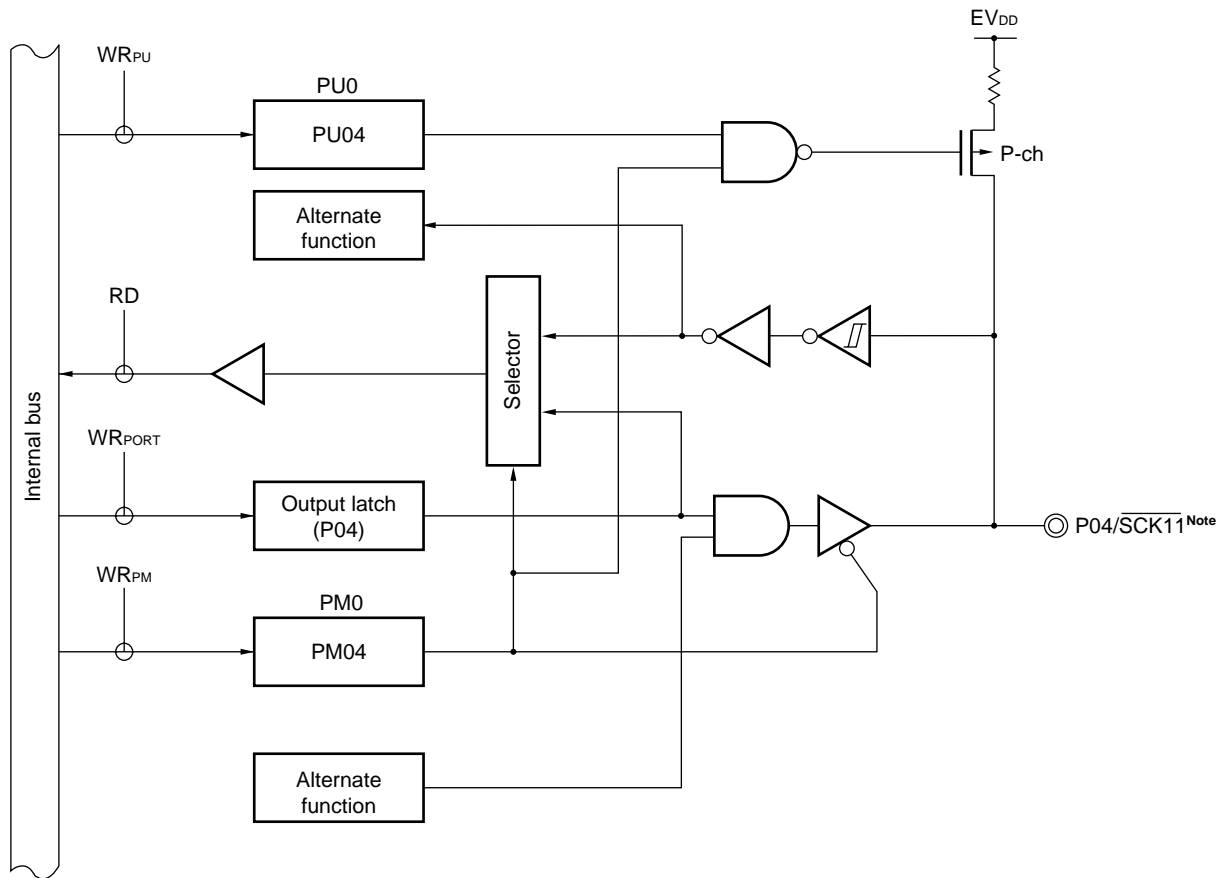 EVDD
WRPU
PU0
PU04
P-ch
Alternate
function
RD
Selector
Internal bus
WRPORT
Output latch
(P04)
P04/SCK11Note
WRPM
PM0
PM04
Alternate
function